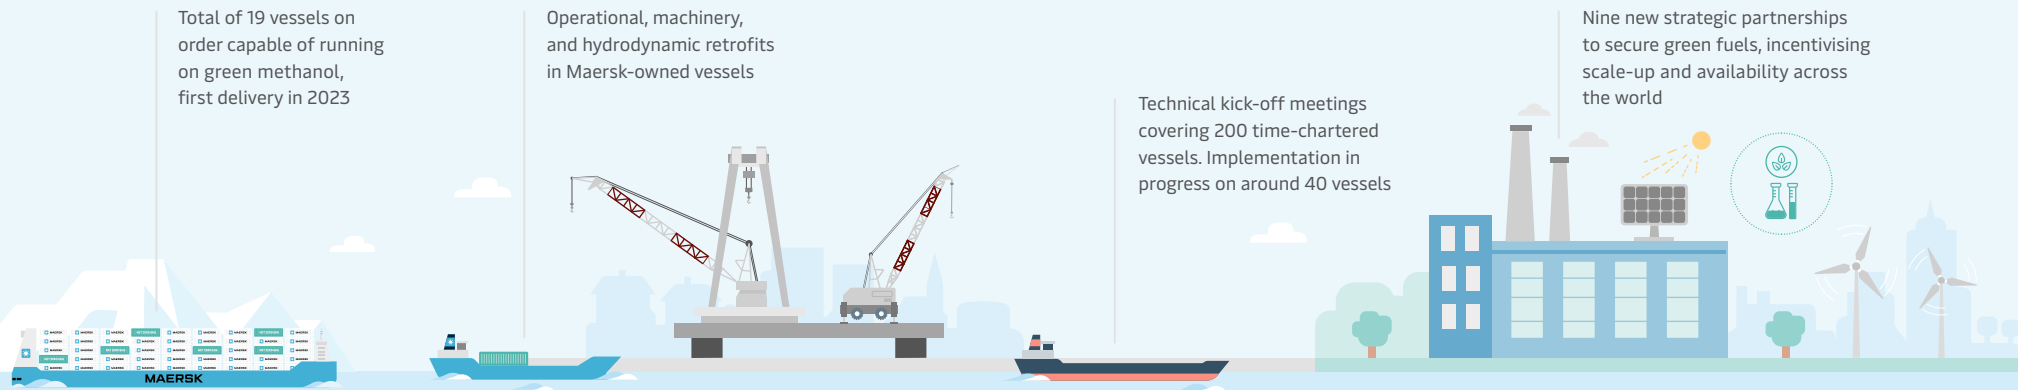 Total of 19 vessels on
order capable of running
on green methanol,
first delivery in 2023
Operational, machinery,
and hydrodynamic retrofits
in Maersk-owned vessels
Technical kick-off meetings
covering 200 time-chartered
vessels. Implementation in
progress on around 40 vessels
Nine new strategic partnerships
to secure green fuels, incentivising
scale-up and availability across
the world
MAERSK